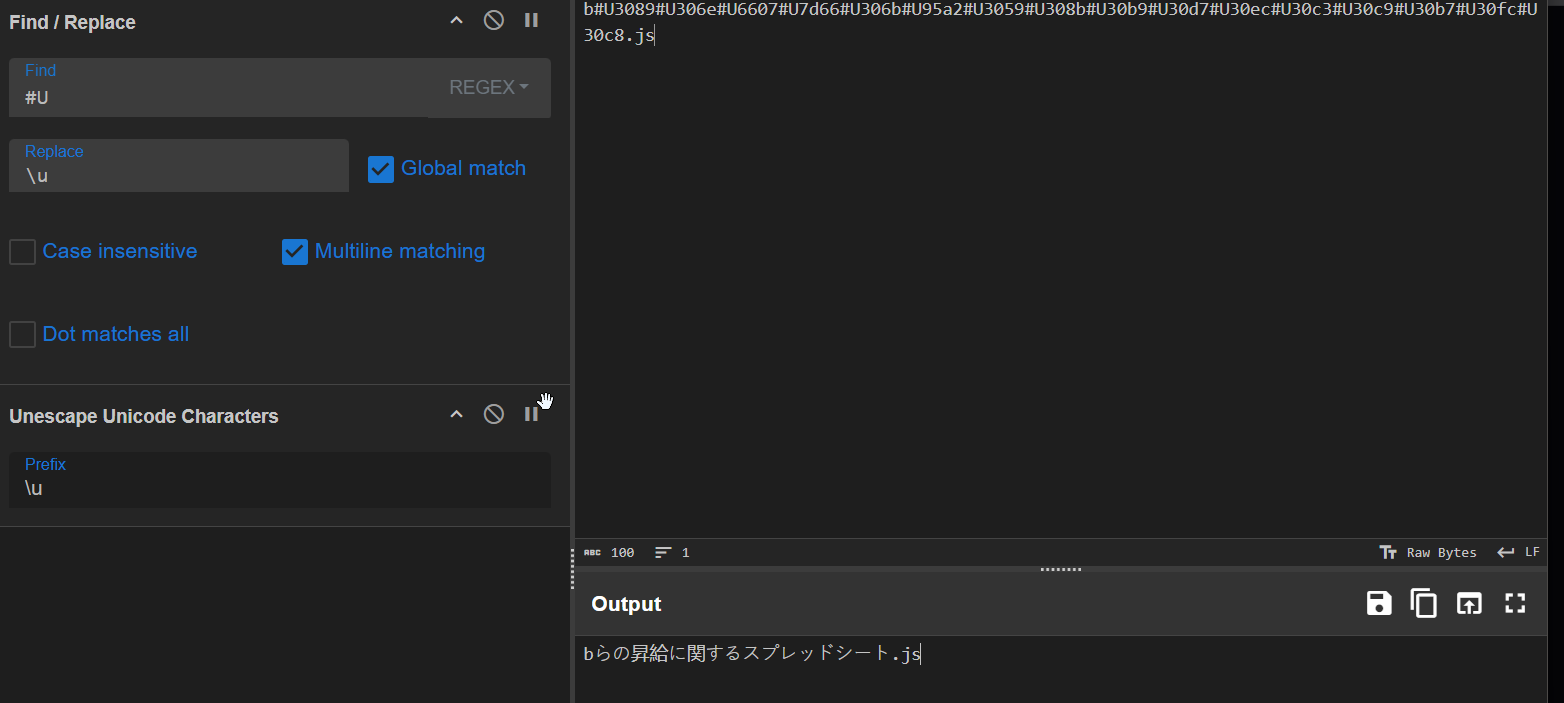 Find / Replace
Find
#U
REGEX
Replace
\u
Global match
Case insensitive
Multiline matching
Dot matches all
Unescape Unicode Characters
Prefix
\u
b#U3089#U306e#U6607#U7d66#U306b#U95a2#U3059#U308b#U30b9#U30d7#U30ec#U30c3#U30c9#U30b7#U30fc#U
30c8.js
ABC 100 1
Tт Raw Bytes LF
Output
bらの昇給に関するスプレッドシート.js